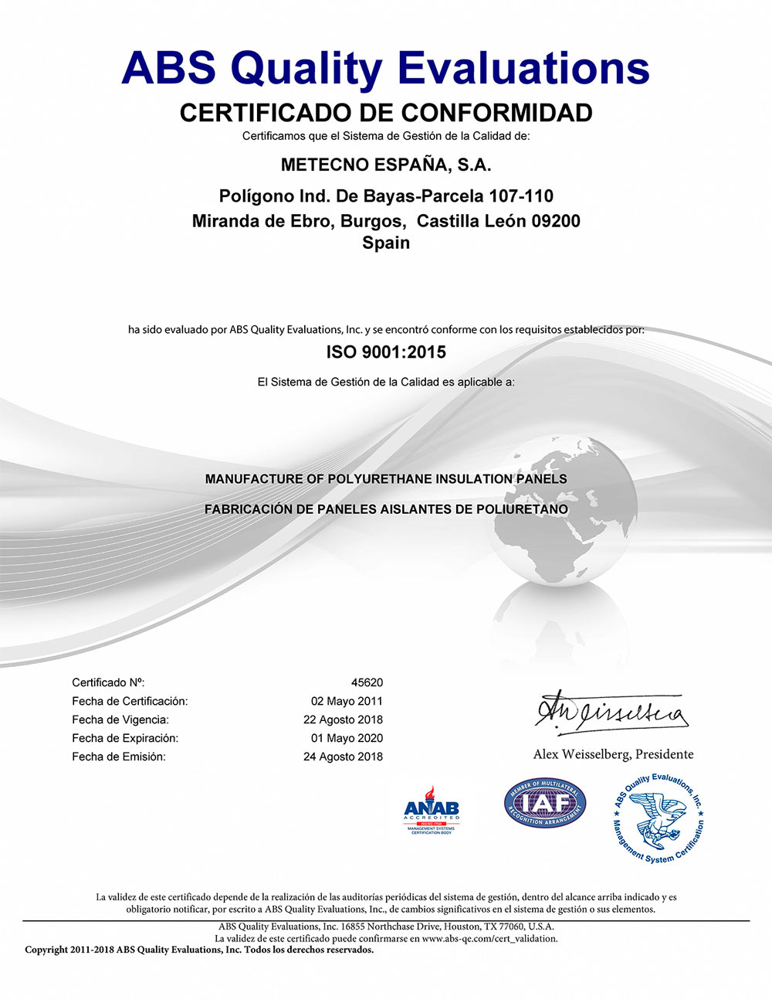 ABS Quality Evaluations
CERTIFICADO DE CONFORMIDAD
Certificamos que el Sistema de Gestión de la Calidad de:
METECNO ESPAÑA, S.A.
Polígono Ind. De Bayas-Parcela 107-110
Miranda de Ebro, Burgos, Castilla León 09200
Spain
ha sido evaluado por ABS Quality Evaluations, Inc. y se encontró conforme con los requisitos establecidos por:
ISO 9001:2015
El Sistema de Gestión de la Calidad es aplicable a:
MANUFACTURE OF POLYURETHANE INSULATION PANELS
FABRICACIÓN DE PANELES AISLANTES DE POLIURETANO
Certificado Nº: 45620
Fecha de Certificación: 02 Mayo 2011
Fecha de Vigencia: 22 Agosto 2018
Fecha de Expiración: 01 Mayo 2020
Fecha de Emisión: 24 Agosto 2018
Alex Weisselberg, Presidente
ANAB
ACCREDITED
ISO/IEC 17021
MANAGEMENT SYSTEMS
CERTIFICATION BODY
MEMBER OF MULTILATERAL
IAF
RECOGNITION ARRANGEMENT
ABS Quality Evaluations, Inc.
Management System Certification
La validez de este certificado depende de la realización de las auditorías periódicas del sistema de gestión, dentro del alcance arriba indicado y es
obligatorio notificar, por escrito a ABS Quality Evaluations, Inc., de cambios significativos en el sistema de gestión o sus elementos.
ABS Quality Evaluations, Inc. 16855 Northchase Drive, Houston, TX 77060, U.S.A.
La validez de este certificado puede confirmarse en www.abs-qe.com/cert_validation.
Copyright 2011-2018 ABS Quality Evaluations, Inc. Todos los derechos reservados.